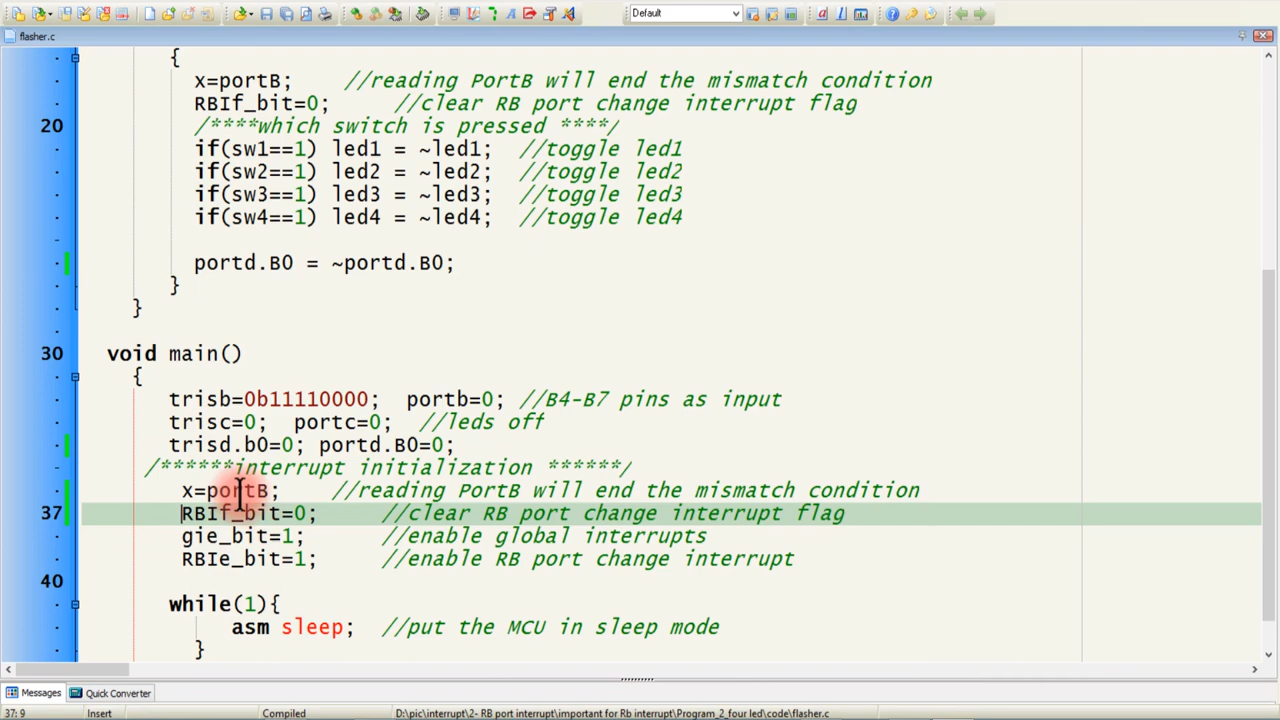 Default
flasher.c
{
x=portB; //reading PortB will end the mismatch condition
RBIf_bit=0; //clear RB port change interrupt flag
20 /****which switch is pressed ****/
if(sw1==1) led1 = ~led1; //toggle led1
if(sw2==1) led2 = ~led2; //toggle led2
if(sw3==1) led3 = ~led3; //toggle led3
if(sw4==1) led4 = ~led4; //toggle led4
portd.B0 = ~portd.B0;
}
}
30 void main()
{
trisb=0b11110000; portb=0; //B4-B7 pins as input
trisc=0; portc=0; //leds off
trisd.b0=0; portd.B0=0;
/******interrupt initialization ******/
x=portB; //reading PortB will end the mismatch condition
37 RBIf_bit=0; //clear RB port change interrupt flag
gie_bit=1; //enable global interrupts
RBIe_bit=1; //enable RB port change interrupt
40
while(1){
asm sleep; //put the MCU in sleep mode
}
Messages Quick Converter
37: 9 Insert Compiled D:\pic\interrupt\2- RB port interrupt\important for Rb interrupt\Program_2_four led\code\flasher.c